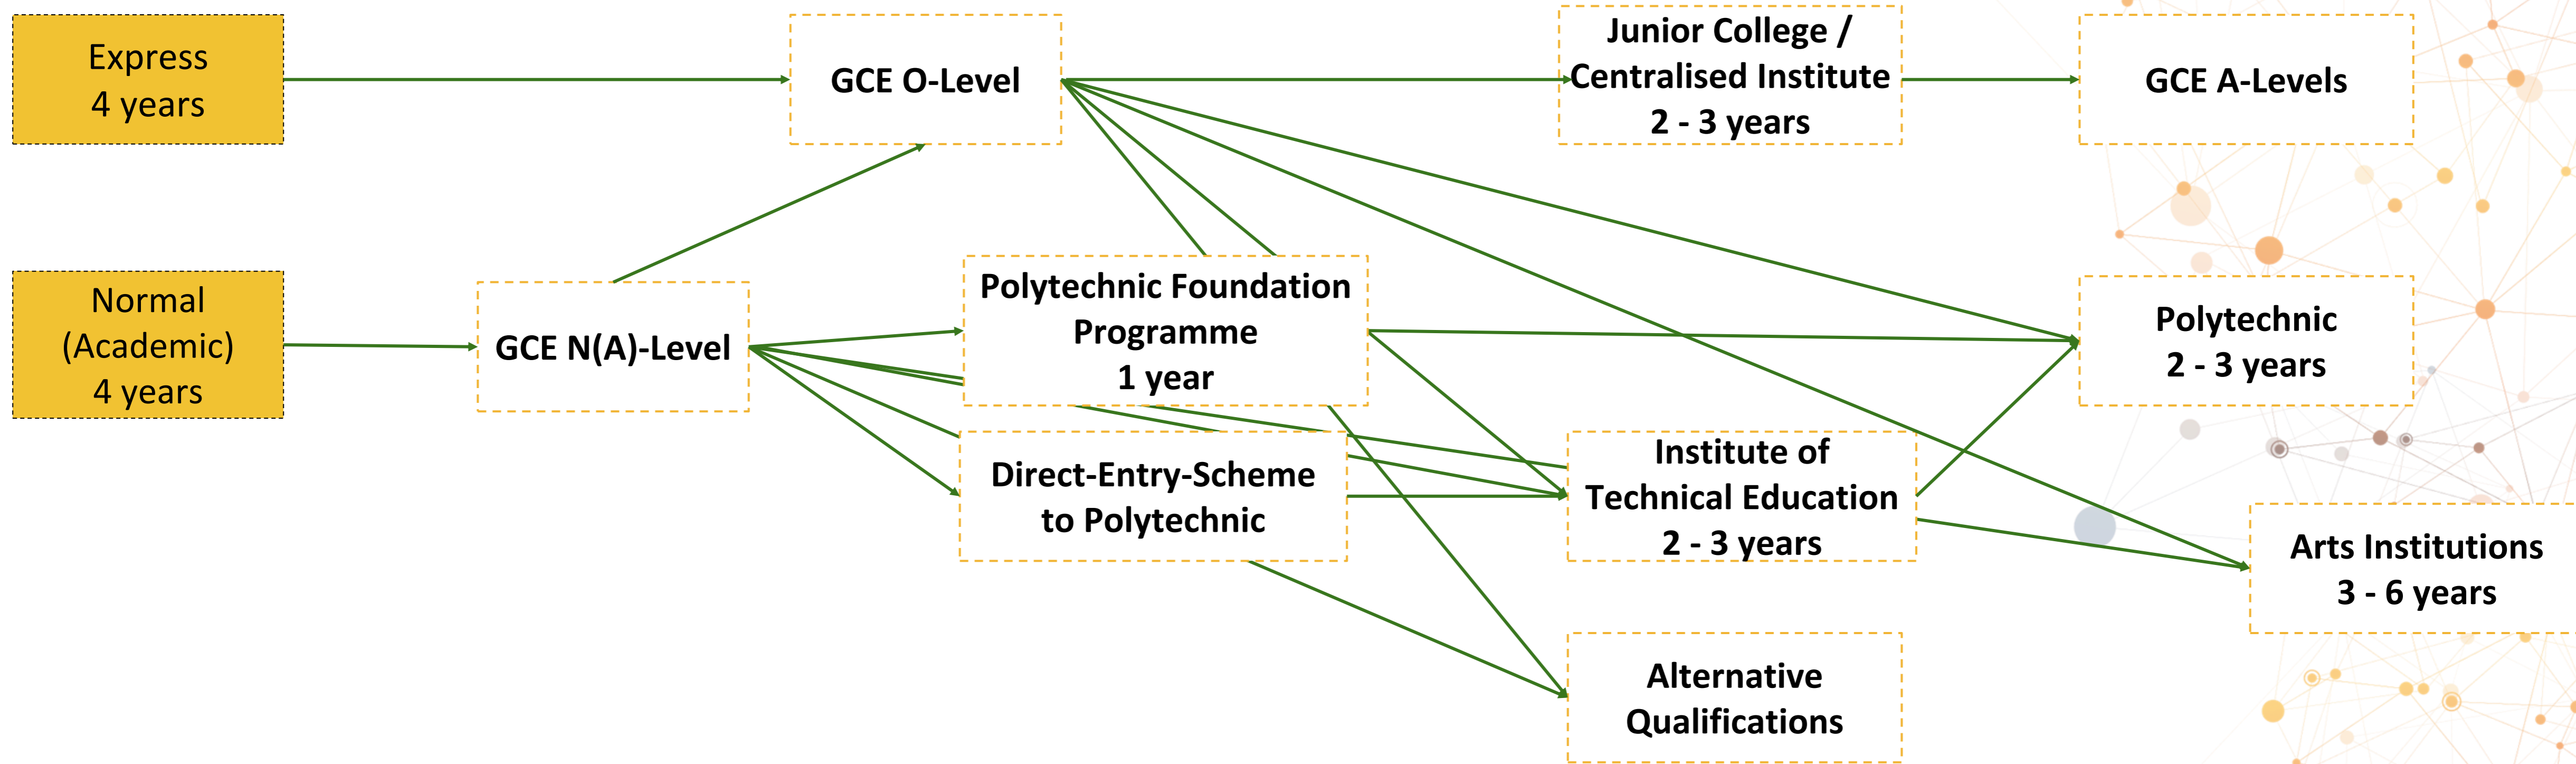 Express
4 years
GCE O-Level
Junior College /
Centralised Institute
2 - 3 years
GCE A-Levels
Normal
(Academic)
4 years
GCE N(A)-Level
Polytechnic Foundation
Programme
1 year
Polytechnic
2 - 3 years
Direct-Entry-Scheme
to Polytechnic
Institute of
Technical Education
2 - 3 years
Arts Institutions
3 - 6 years
Alternative
Qualifications